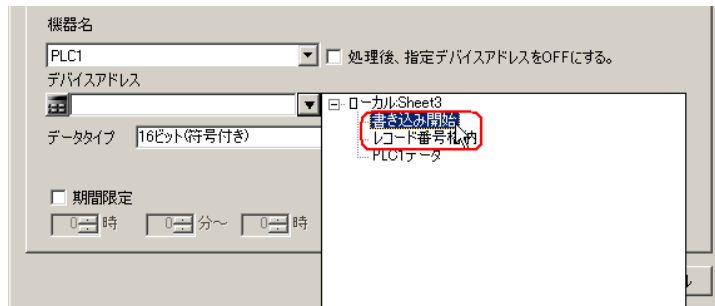 機器名
PLC1
処理後、指定デバイスアドレスをOFFにする。
デバイスアドレス
ローカル:Sheet3
書き込み開始
データタイプ
16ビット(符号付き)
レコード番号格納
PLC1データ
期間限定
0 時 0 分~ 0 時
ル